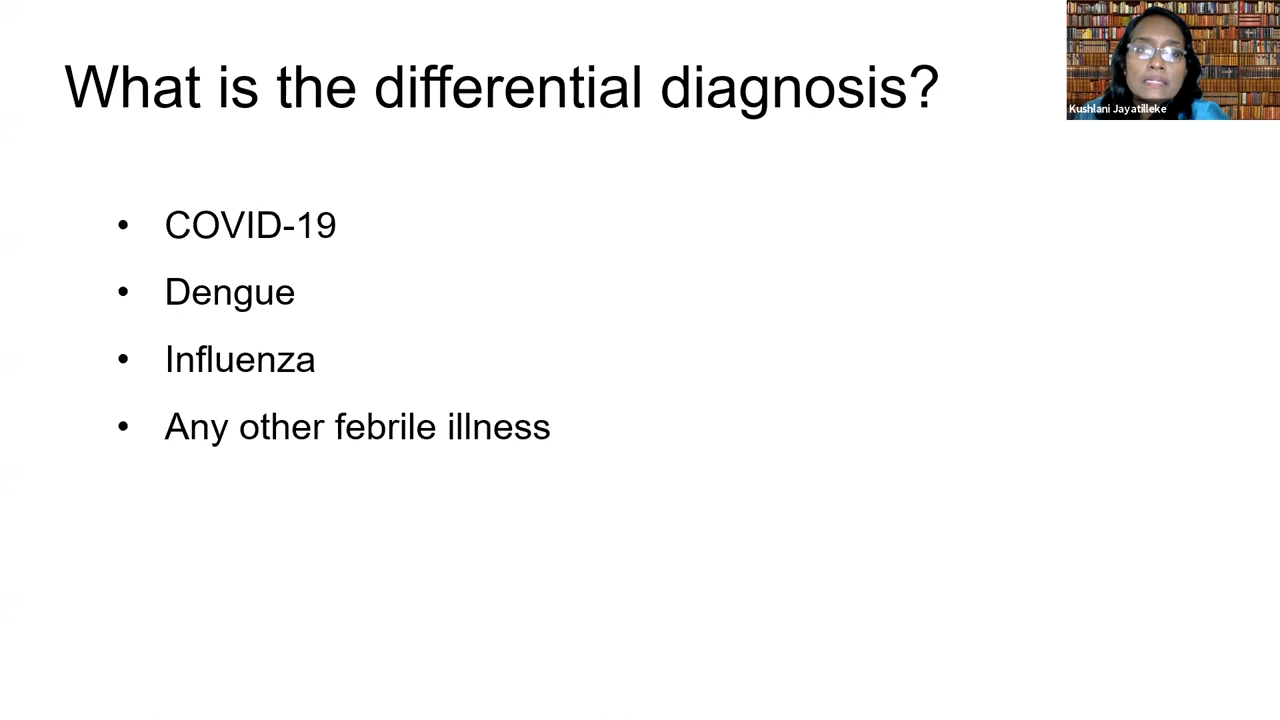 What is the differential diagnosis?
Kushlani Jayatilleke
• COVID-19
• Dengue
• Influenza
• Any other febrile illness